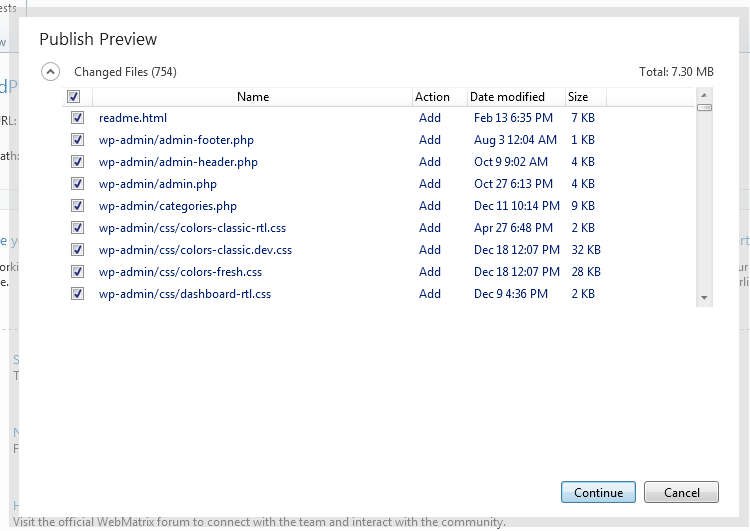 ests
Publish Preview
w
Changed Files (754)
Total: 7.30 MB
Name Action Date modified Size
readme.html Add Feb 13 6:35 PM 7 KB
URL:
wp-admin/admin-footer.php Add Aug 3 12:04 AM 1 KB
ath:
wp-admin/admin-header.php Add Oct 9 9:02 AM 4 KB
wp-admin/admin.php Add Oct 27 6:13 PM 4 KB
wp-admin/categories.php Add Dec 11 10:14 PM 9 KB
wp-admin/css/colors-classic-rtl.css Add Apr 27 6:48 PM 2 KB
wp-admin/css/colors-classic.dev.css Add Dec 18 12:07 PM 32 KB
wp-admin/css/colors-fresh.css Add Dec 18 12:07 PM 28 KB
wp-admin/css/dashboard-rtl.css Add Dec 9 4:36 PM 2 KB
Continue Cancel
Visit the official WebMatrix forum to connect with the team and interact with the community.